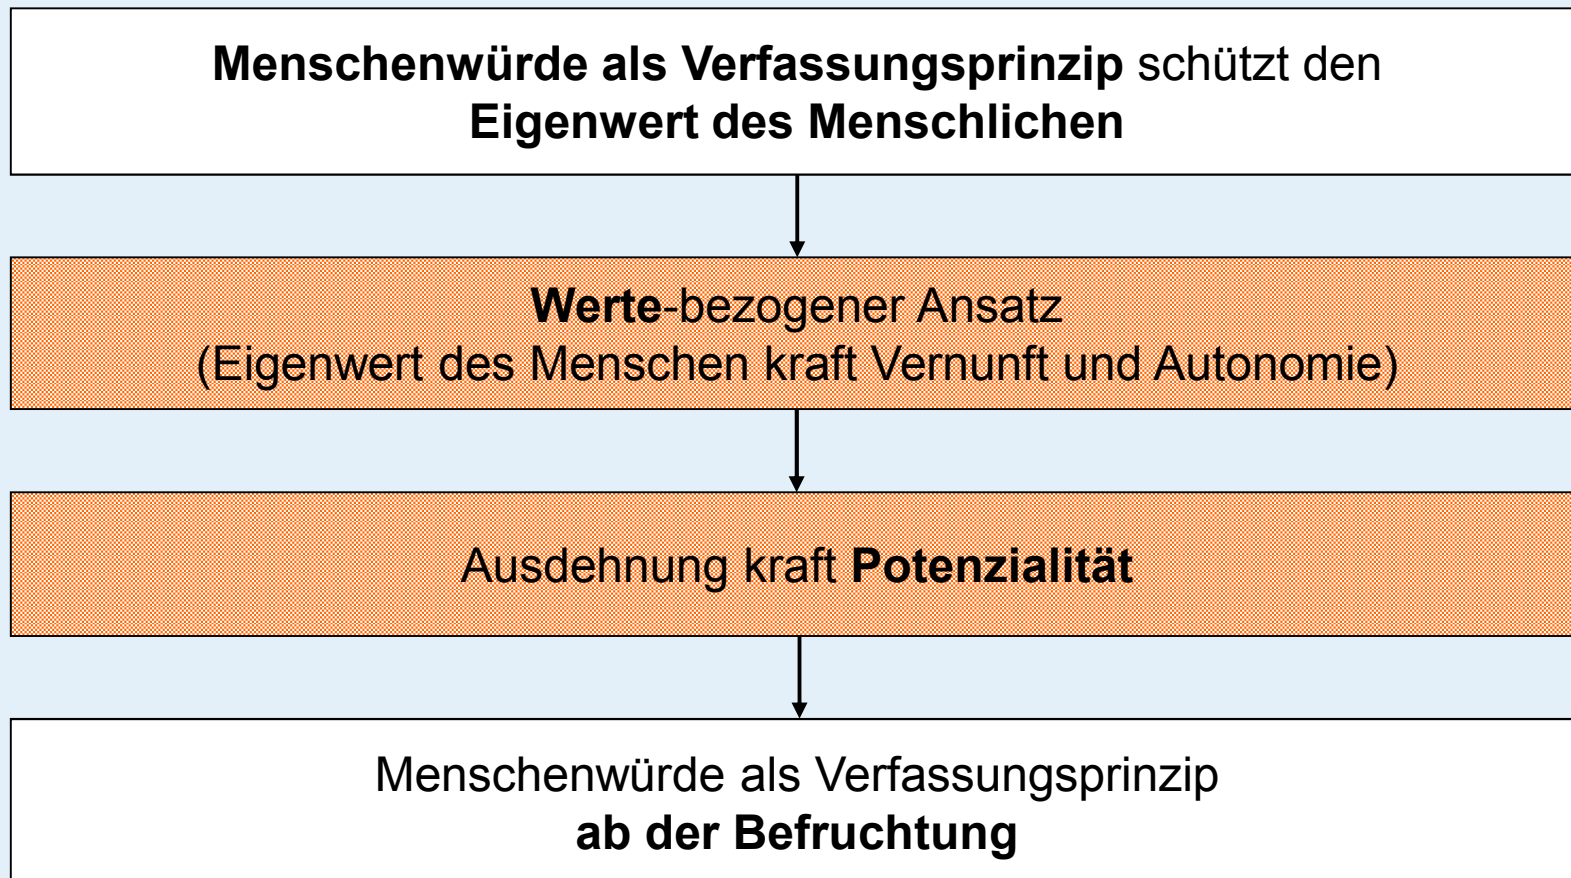 Menschenwürde als Verfassungsprinzip schützt den
Eigenwert des Menschlichen
Werte-bezogener Ansatz
(Eigenwert des Menschen kraft Vernunft und Autonomie)
Ausdehnung kraft Potenzialität
Menschenwürde als Verfassungsprinzip
ab der Befruchtung